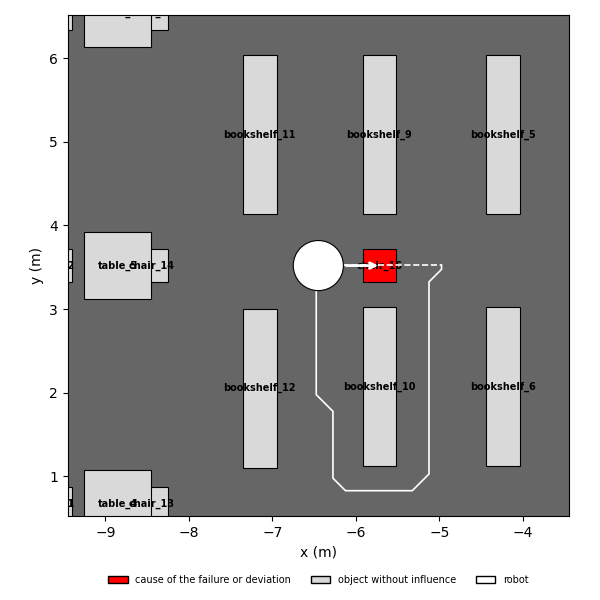 6
bookshelf_11
bookshelf_9
bookshelf_5
5
4
y (m)
table_5
chair_14
3
bookshelf_12
bookshelf_10
bookshelf_6
2
1
table_4
chair_13
−9
−8
−7
−6
−5
−4
x (m)
cause of the failure or deviation
object without influence
robot